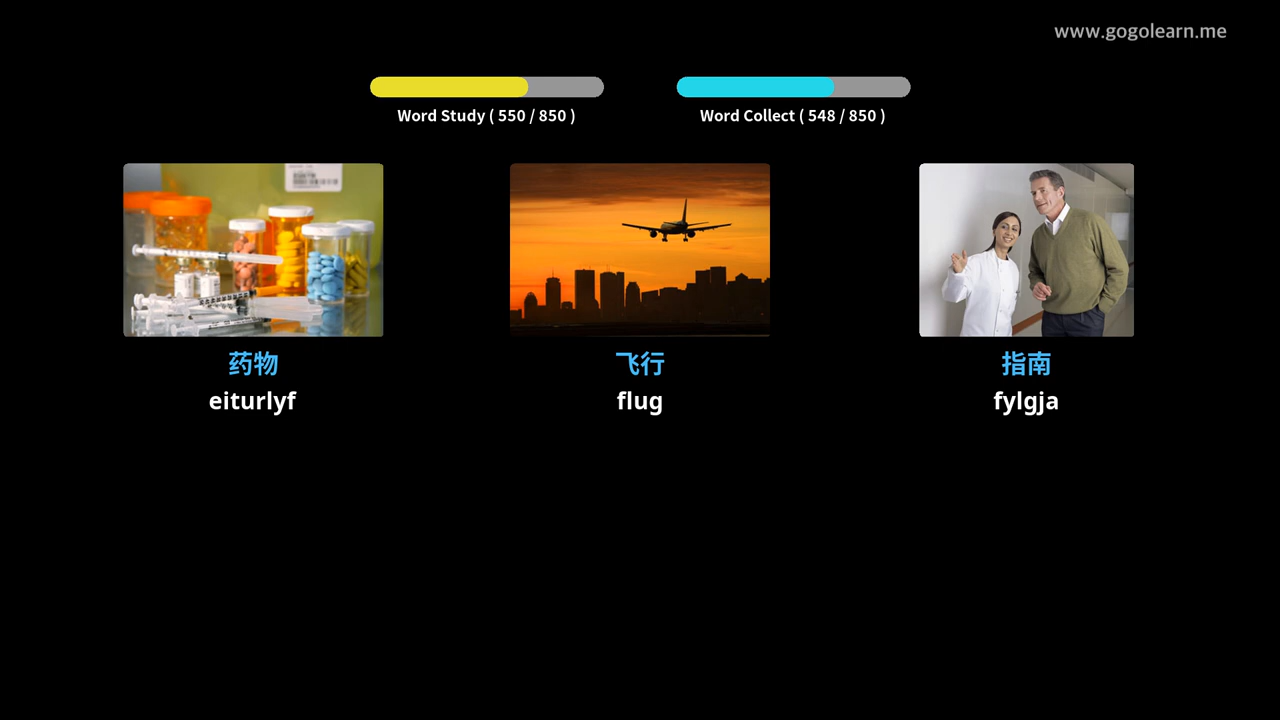 www.gogolearn.me
Word Study ( 550 / 850 )
Word Collect ( 548 / 850 )
药物
eiturlyf
飞行
flug
指南
fylgja